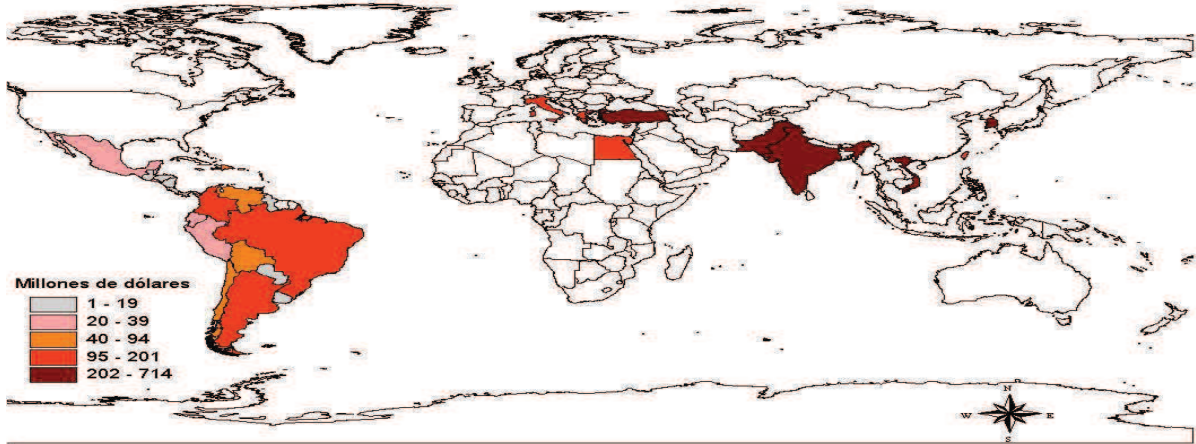 Millones de dólares
1 - 19
20 - 39
40 - 94
95 - 201
202 - 714
N
W E
S